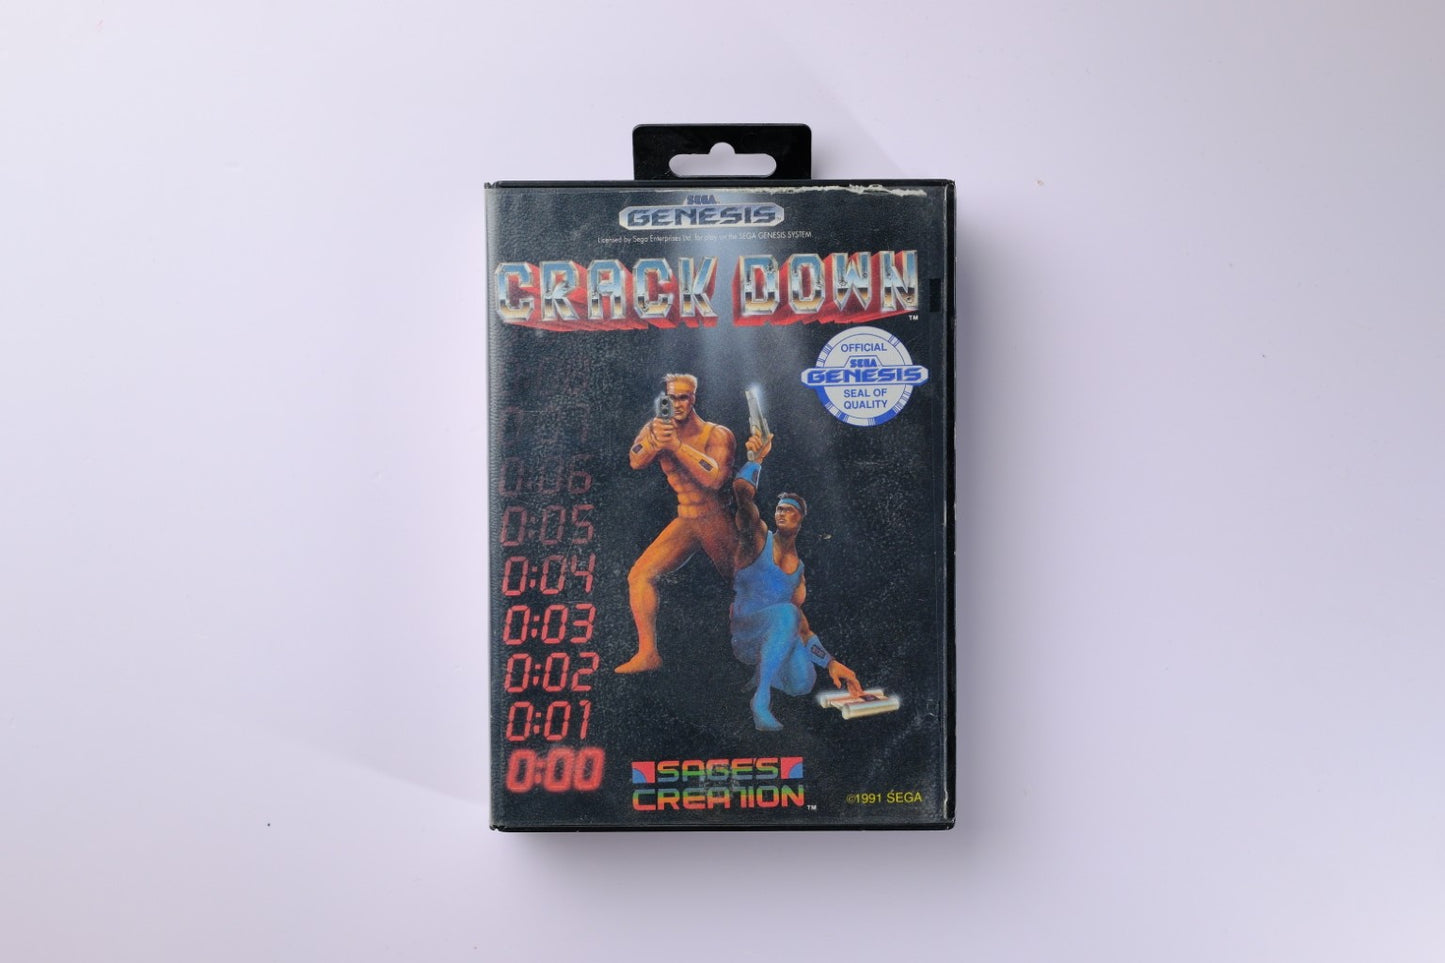 SEGA
GENESIS
Licensed by Sega Enterprises Ltd. for play on the SEGA GENESIS SYSTEM.
CRACK DOWN
TM
OFFICIAL
SEGA
GENESIS
SEAL OF
QUALITY
0:06
0:05
0:04
0:03
0:02
0:01
0:00
SAGE'S
CREATION TM
©1991 SEGA